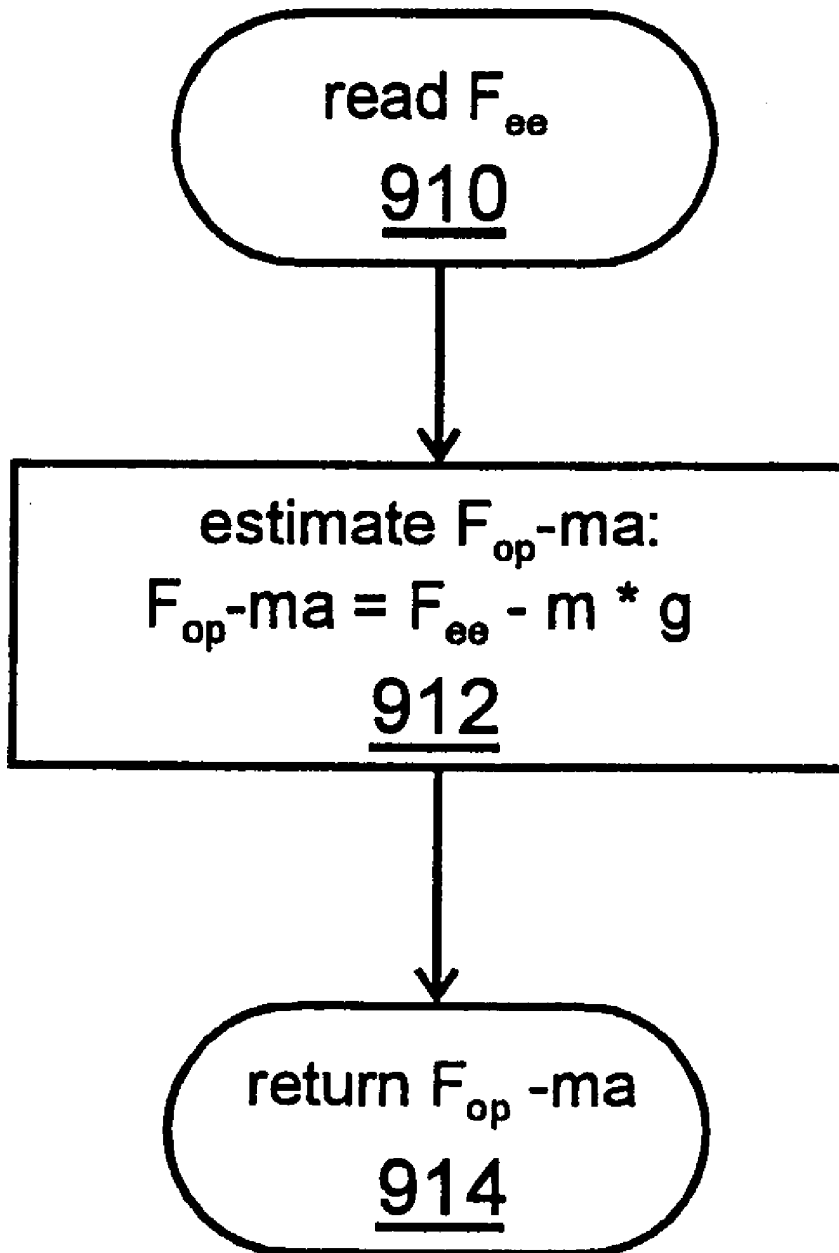 read F_ee
910
estimate F_op-ma:
F_op-ma = F_ee - m * g
912
return F_op -ma
914